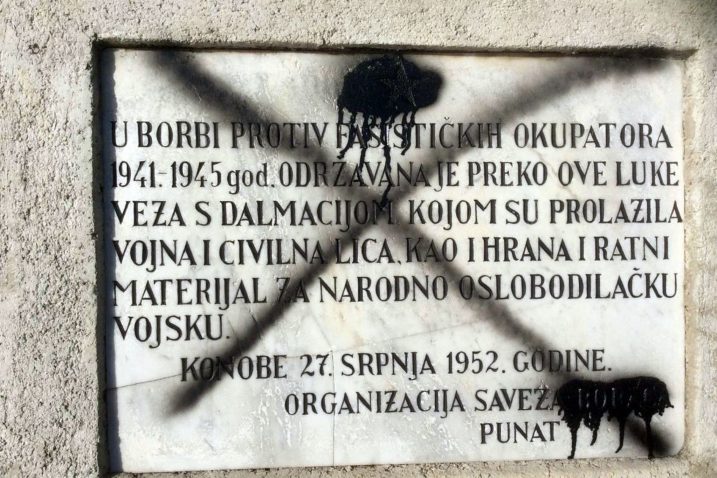 U BORBI PROTIV FAŠISTIČKIH OKUPATORA
1941-1945 god. ODRŽAVANA JE PREKO OVE LUKE
VEZA S DALMACIJOM KOJOM SU PROLAZILA
VOJNA I CIVILNA LICA, KAO I HRANA I RATNI
MATERIJAL ZA NARODNO OSLOBODILAČKU
VOJSKU.
KONOBE 27. SRPNJA 1952. GODINE.
ORGANIZACIJA SAVEZA
PUNAT